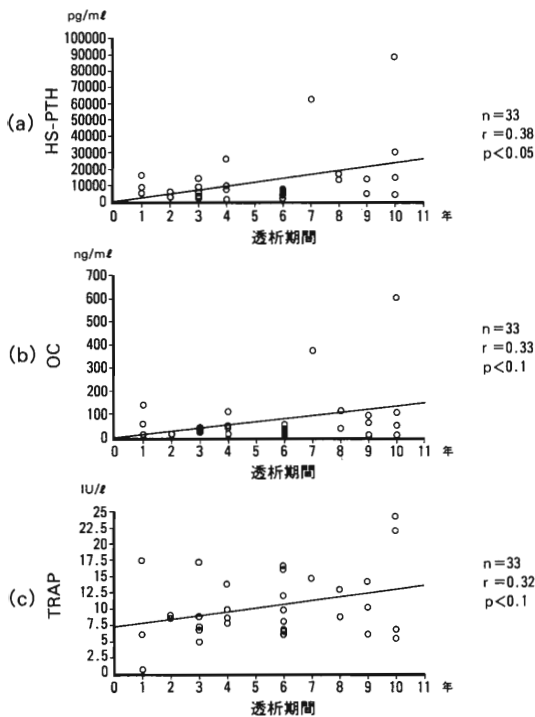 pg/mℓ
100000
90000
80000
70000
60000
50000
40000
30000
20000
10000
0
(a)
HS-PTH
0 1 2 3 4 5 6 7 8 9 10 11 年
透析期間
n=33
r=0.38
p<0.05
ng/mℓ
700
600
500
400
300
200
100
0
(b)
OC
0 1 2 3 4 5 6 7 8 9 10 11 年
透析期間
n=33
r=0.33
p<0.1
IU/ℓ
25
22.5
20
17.5
15
12.5
10
7.5
5
2.5
0
(c)
TRAP
0 1 2 3 4 5 6 7 8 9 10 11 年
透析期間
n=33
r=0.32
p<0.1